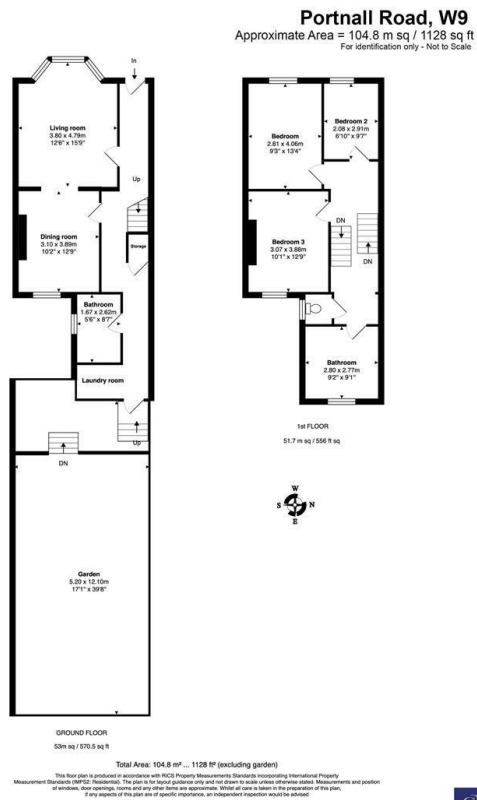 Portnall Road, W9
Approximate Area = 104.8 m sq / 1128 sq ft
For identification only - Not to Scale
In
Living room
3.80 x 4.79m
12'6" x 15'9"
Up
Dining room
3.10 x 3.89m
10'2" x 12'9"
Storage
Bathroom
1.67 x 2.62m
5'6" x 8'7"
Laundry room
Up
DN
Garden
5.20 x 12.10m
17'1" x 39'8"
GROUND FLOOR
53m sq / 570.5 sq ft
Bedroom
2.81 x 4.06m
9'3" x 13'4"
Bedroom 2
2.08 x 2.91m
6'10" x 9'7"
Bedroom 3
3.07 x 3.88m
10'1" x 12'9"
DN
DN
Bathroom
2.80 x 2.77m
9'2" x 9'1"
1st FLOOR
51.7 m sq / 556 ft sq
W
S N
E
Total Area: 104.8 m² ... 1128 ft² (excluding garden)
This floor plan is produced in accordance with RICS Property Measurements Standards incorporating International Property
Measurement Standards (IMPS2: Residential). The plan is for layout guidance only and not drawn to scale unless otherwise stated. Measurements and position
of windows, door openings, rooms and any other items are approximate. Whilst all care is taken in the preparation of this plan,
if any aspects of this plan are of specific importance, an independent inspection would be advised